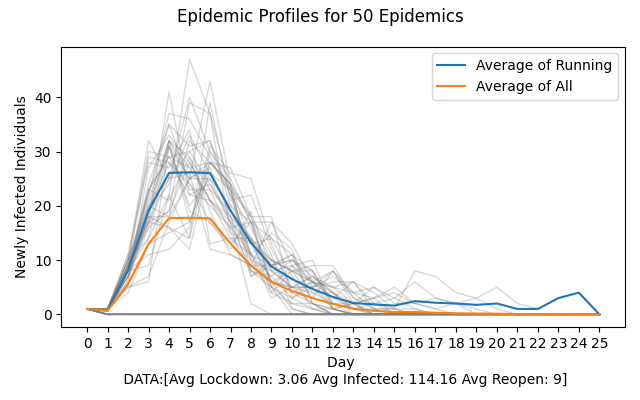 Epidemic Profiles for 50 Epidemics
Average of Running
Average of All
Newly Infected Individuals
40
30
20
10
0
0 1 2 3 4 5 6 7 8 9 10 11 12 13 14 15 16 17 18 19 20 21 22 23 24 25
Day
DATA:[Avg Lockdown: 3.06 Avg Infected: 114.16 Avg Reopen: 9]